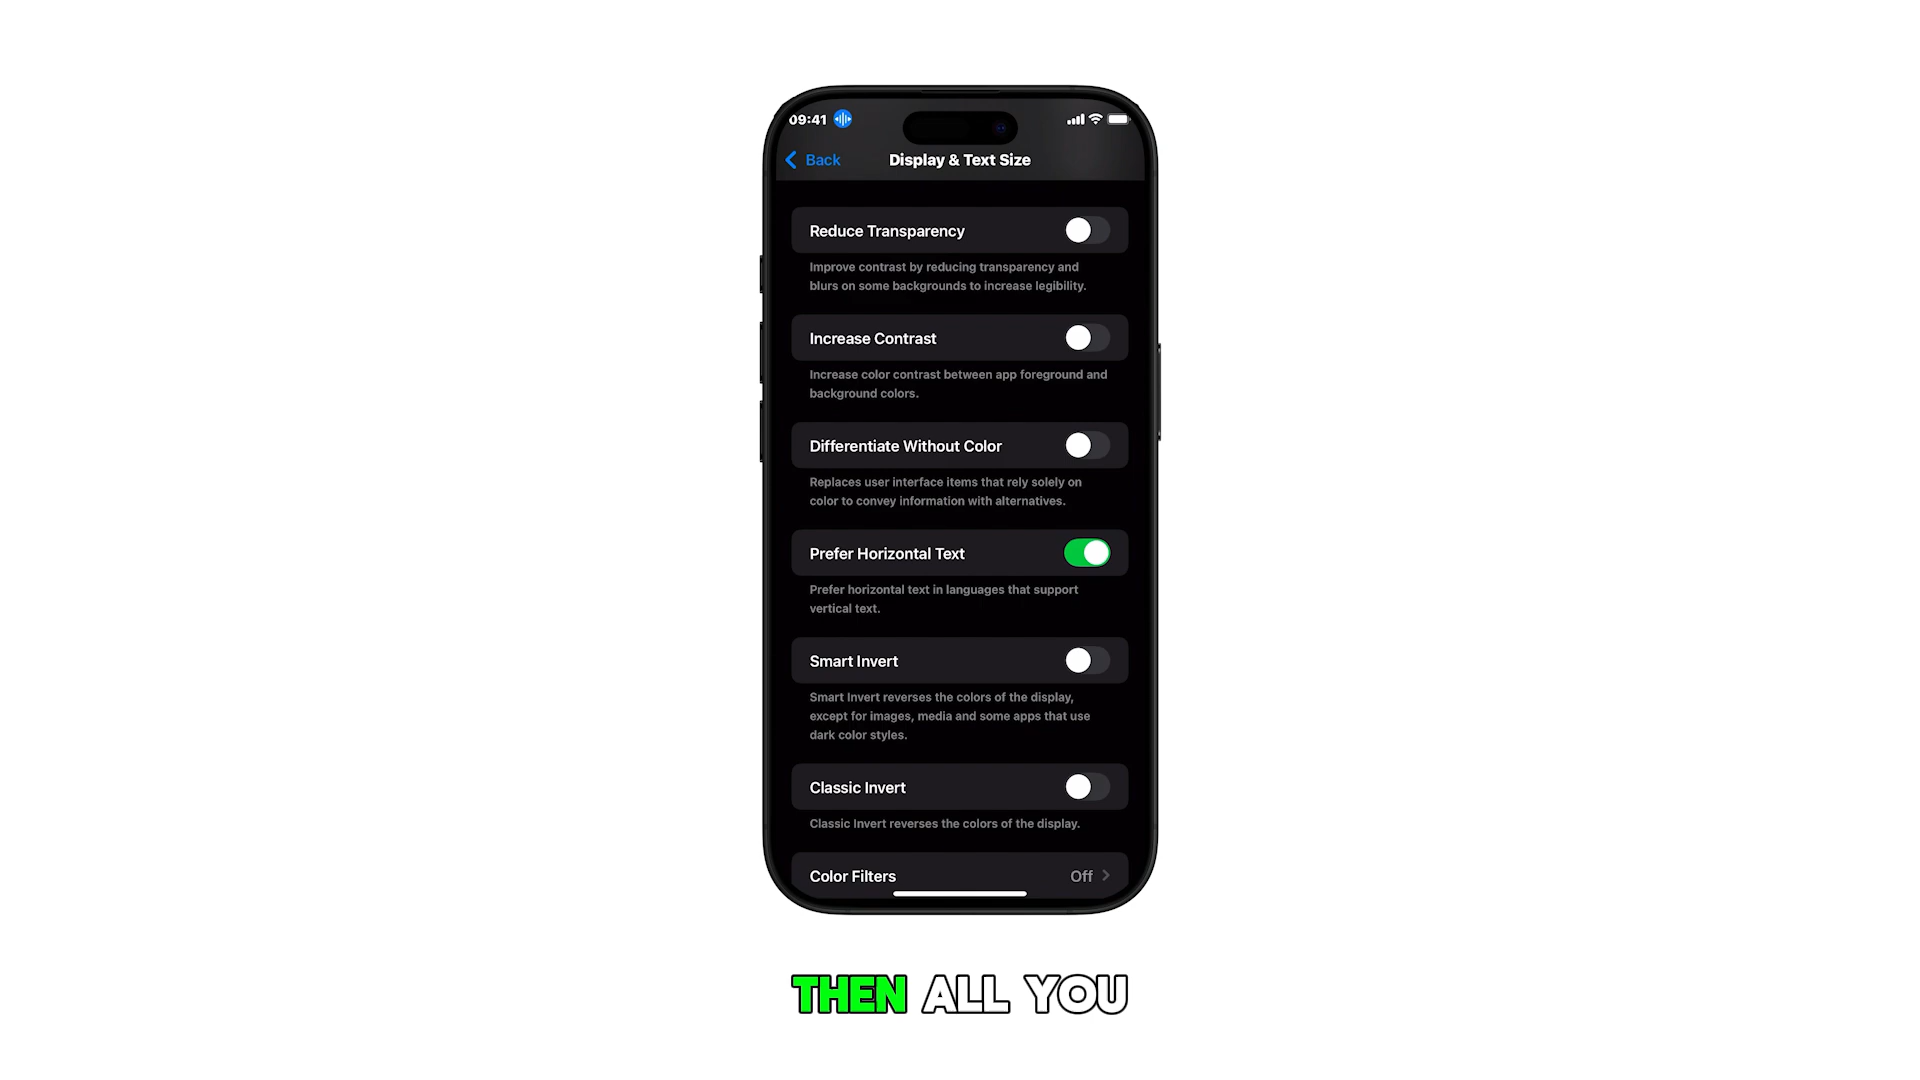 09:41
Back
Display & Text Size
Reduce Transparency
Improve contrast by reducing transparency and
blurs on some backgrounds to increase legibility.
Increase Contrast
Increase color contrast between app foreground and
background colors.
Differentiate Without Color
Replaces user interface items that rely solely on
color to convey information with alternatives.
Prefer Horizontal Text
Prefer horizontal text in languages that support
vertical text.
Smart Invert
Smart Invert reverses the colors of the display,
except for images, media and some apps that use
dark color styles.
Classic Invert
Classic Invert reverses the colors of the display.
Color Filters Off
THEN ALL YOU